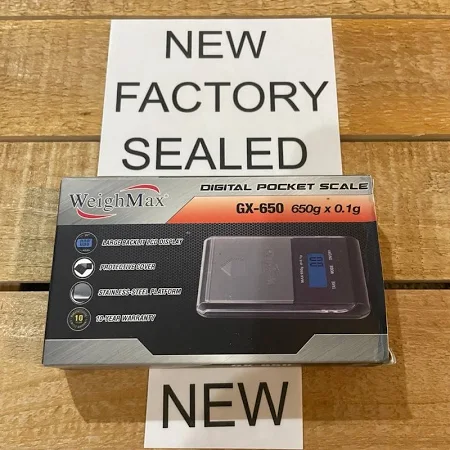 NEW
FACTORY
SEALED
WeighMax
DIGITAL POCKET SCALE
GX-650 650g x 0.1g
LARGE BACKLIT LCD DISPLAY
PROTECTIVE COVER
STAINLESS-STEEL PLATFORM
10
10-YEAR WARRANTY
NEW